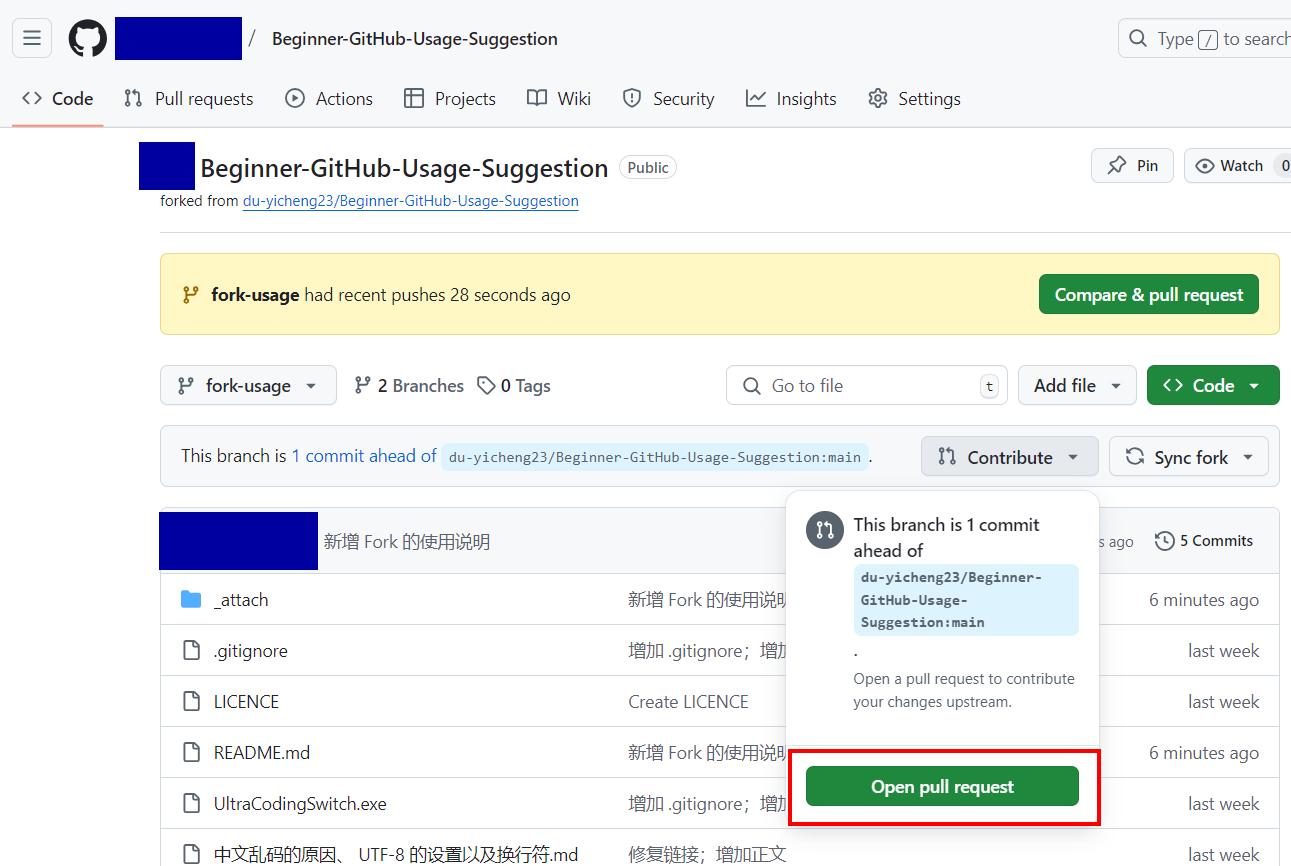 / Beginner-GitHub-Usage-Suggestion
Type / to search
Code Pull requests Actions Projects Wiki Security Insights Settings
Beginner-GitHub-Usage-Suggestion Public
Pin Watch 0
forked from du-yicheng23/Beginner-GitHub-Usage-Suggestion
fork-usage had recent pushes 28 seconds ago
Compare & pull request
fork-usage 2 Branches 0 Tags
Go to file t
Add file
Code
This branch is 1 commit ahead of du-yicheng23/Beginner-GitHub-Usage-Suggestion:main .
Contribute
Sync fork
This branch is 1 commit
ahead of
du-yicheng23/Beginner-
GitHub-Usage-
Suggestion:main
.
Open a pull request to contribute
your changes upstream.
Open pull request
新增 Fork 的使用说明
s ago 5 Commits
_attach 新增 Fork 的使用说明 6 minutes ago
.gitignore 增加 .gitignore；增加 last week
LICENCE Create LICENCE last week
README.md 新增 Fork 的使用说明 6 minutes ago
UltraCodingSwitch.exe 增加 .gitignore；增加 last week
中文乱码的原因、 UTF-8 的设置以及换行符.md 修复链接；增加正文 last week